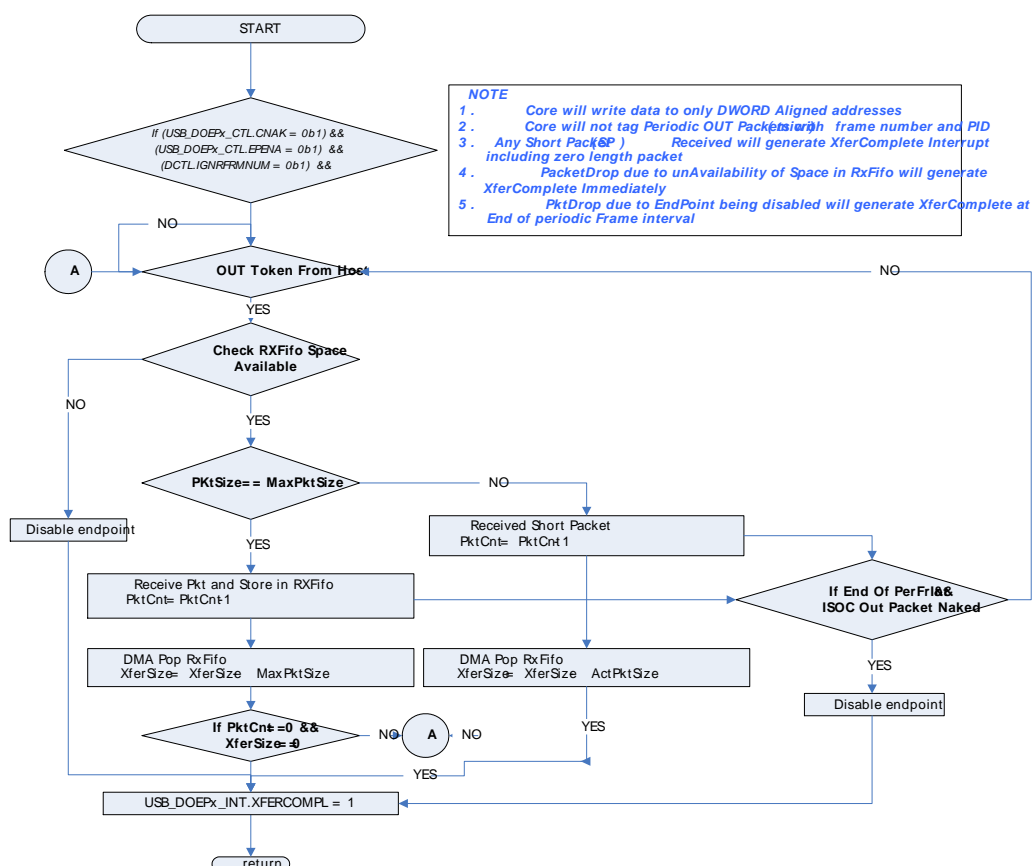 START
If (USB_DOEPx_CTL.CNAK = 0b1) &&
(USB_DOEPx_CTL.EPENA = 0b1) &&
(DCTL.IGNRFRMNUM = 0b1) &&
NOTE
1 . Core will write data to only DWORD Aligned addresses
2 . Core will not tag Periodic OUT Packets with frame number and PID
3 . Any Short Packet (SP ) Received will generate XferComplete Interrupt
including zero length packet
4 . PacketDrop due to unAvailability of Space in RxFifo will generate
XferComplete Immediately
5 . PktDrop due to EndPoint being disabled will generate XferComplete at
End of periodic Frame interval
NO
A
OUT Token From Host
NO
YES
Check RXFifo Space
Available
NO
YES
PKtSize== MaxPktSize
NO
Disable endpoint
YES
Received Short Packet
PktCnt= PktCnt-1
Receive Pkt and Store in RXFifo
PktCnt= PktCnt-1
If End Of PerFrInt &&
ISOC Out Packet Naked
DMA Pop RxFifo
XferSize= XferSize MaxPktSize
DMA Pop RxFifo
XferSize= XferSize ActPktSize
YES
Disable endpoint
If PktCnt==0 &&
XferSize==0
NO
A
NO
YES
YES
USB_DOEPx_INT.XFERCOMPL = 1
return